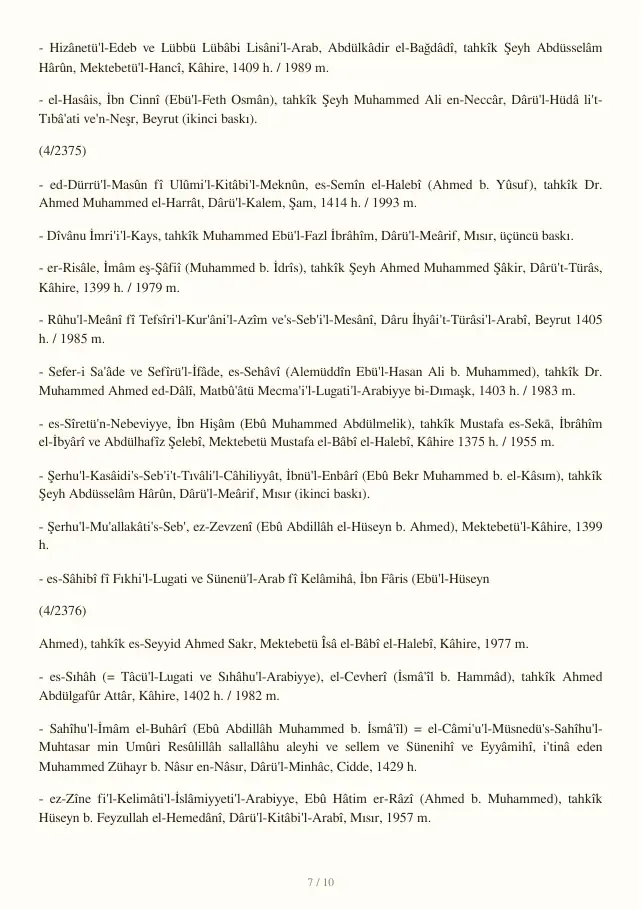 - Hizânetü'l-Edeb ve Lübbü Lübâbi Lisâni'l-Arab, Abdülkâdir el-Bağdâdî, tahkîk Şeyh Abdüsselâm
Hârûn, Mektebetü'l-Hancî, Kâhire, 1409 h. / 1989 m.
- el-Hasâis, İbn Cinnî (Ebü'l-Feth Osmân), tahkîk Şeyh Muhammed Ali en-Neccâr, Dârü'l-Hüdâ li't-
Tıbâ'ati ve'n-Neşr, Beyrut (ikinci baskı).
(4/2375)
- ed-Dürrü'l-Masûn fî Ulûmi'l-Kitâbi'l-Meknûn, es-Semîn el-Halebî (Ahmed b. Yûsuf), tahkîk Dr.
Ahmed Muhammed el-Harrât, Dârü'l-Kalem, Şam, 1414 h. / 1993 m.
- Dîvânu İmri'i'l-Kays, tahkîk Muhammed Ebü'l-Fazl İbrâhîm, Dârü'l-Meârif, Mısır, üçüncü baskı.
- er-Risâle, İmâm eş-Şâfiî (Muhammed b. İdrîs), tahkîk Şeyh Ahmed Muhammed Şâkir, Dârü't-Türâs,
Kâhire, 1399 h. / 1979 m.
- Rûhu'l-Meânî fî Tefsîri'l-Kur'âni'l-Azîm ve's-Seb'i'l-Mesânî, Dâru İhyâi't-Türâsi'l-Arabî, Beyrut 1405
h. / 1985 m.
- Sefer-i Sa'âde ve Sefîrü'l-İfâde, es-Sehâvî (Alemüddîn Ebü'l-Hasan Ali b. Muhammed), tahkîk Dr.
Muhammed Ahmed ed-Dâlî, Matbû'âtü Mecma'i'l-Lugati'l-Arabiyye bi-Dımaşk, 1403 h. / 1983 m.
- es-Sîretü'n-Nebeviyye, İbn Hişâm (Ebû Muhammed Abdülmelik), tahkîk Mustafa es-Sekā, İbrâhîm
el-İbyârî ve Abdülhafîz Şelebî, Mektebetü Mustafa el-Bâbî el-Halebî, Kâhire 1375 h. / 1955 m.
- Şerhu'l-Kasâidi's-Seb'i't-Tıvâli'l-Câhiliyyât, İbnü'l-Enbârî (Ebû Bekr Muhammed b. el-Kâsım), tahkîk
Şeyh Abdüsselâm Hârûn, Dârü'l-Meârif, Mısır (ikinci baskı).
- Şerhu'l-Mu'allakâti's-Seb', ez-Zevzenî (Ebû Abdillâh el-Hüseyn b. Ahmed), Mektebetü'l-Kâhire, 1399
h.
- es-Sâhibî fî Fıkhi'l-Lugati ve Sünenü'l-Arab fî Kelâmihâ, İbn Fâris (Ebü'l-Hüseyn
(4/2376)
Ahmed), tahkîk es-Seyyid Ahmed Sakr, Mektebetü Îsâ el-Bâbî el-Halebî, Kâhire, 1977 m.
- es-Sıhâh (= Tâcü'l-Lugati ve Sıhâhu'l-Arabiyye), el-Cevherî (İsmâ'îl b. Hammâd), tahkîk Ahmed
Abdülgafûr Attâr, Kâhire, 1402 h. / 1982 m.
- Sahîhu'l-İmâm el-Buhârî (Ebû Abdillâh Muhammed b. İsmâ'îl) = el-Câmi'u'l-Müsnedü's-Sahîhu'l-
Muhtasar min Umûri Resûlillâh sallallâhu aleyhi ve sellem ve Sünenihî ve Eyyâmihî, i'tinâ eden
Muhammed Züheyr b. Nâsır en-Nâsır, Dârü'l-Minhâc, Cidde, 1429 h.
- ez-Zîne fi'l-Kelimâti'l-İslâmiyyeti'l-Arabiyye, Ebû Hâtim er-Râzî (Ahmed b. Muhammed), tahkîk
Hüseyn b. Feyzullah el-Hemedânî, Dârü'l-Kitâbi'l-Arabî, Mısır, 1957 m.
7 / 10